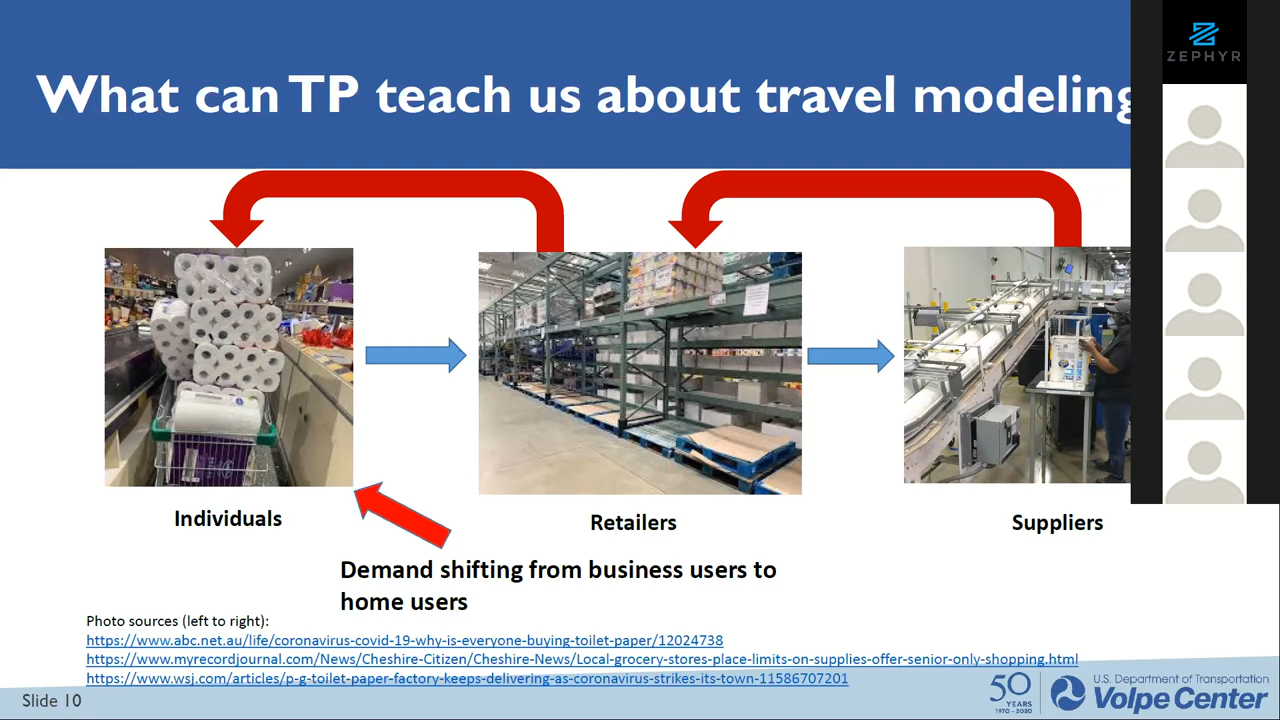 What can TP teach us about travel modeling
ZEPHYR
Individuals
Retailers
Suppliers
Demand shifting from business users to
home users
Photo sources (left to right):
https://www.abc.net.au/life/coronavirus-covid-19-why-is-everyone-buying-toilet-paper/12024738
https://www.myrecordjournal.com/News/Cheshire-Citizen/Cheshire-News/Local-grocery-stores-place-limits-on-supplies-offer-senior-only-shopping.html
https://www.wsj.com/articles/p-g-toilet-paper-factory-keeps-delivering-as-coronavirus-strikes-its-town-11586707201
Slide 10
50
YEARS
1970 - 2020
U.S. Department of Transportation
Volpe Center